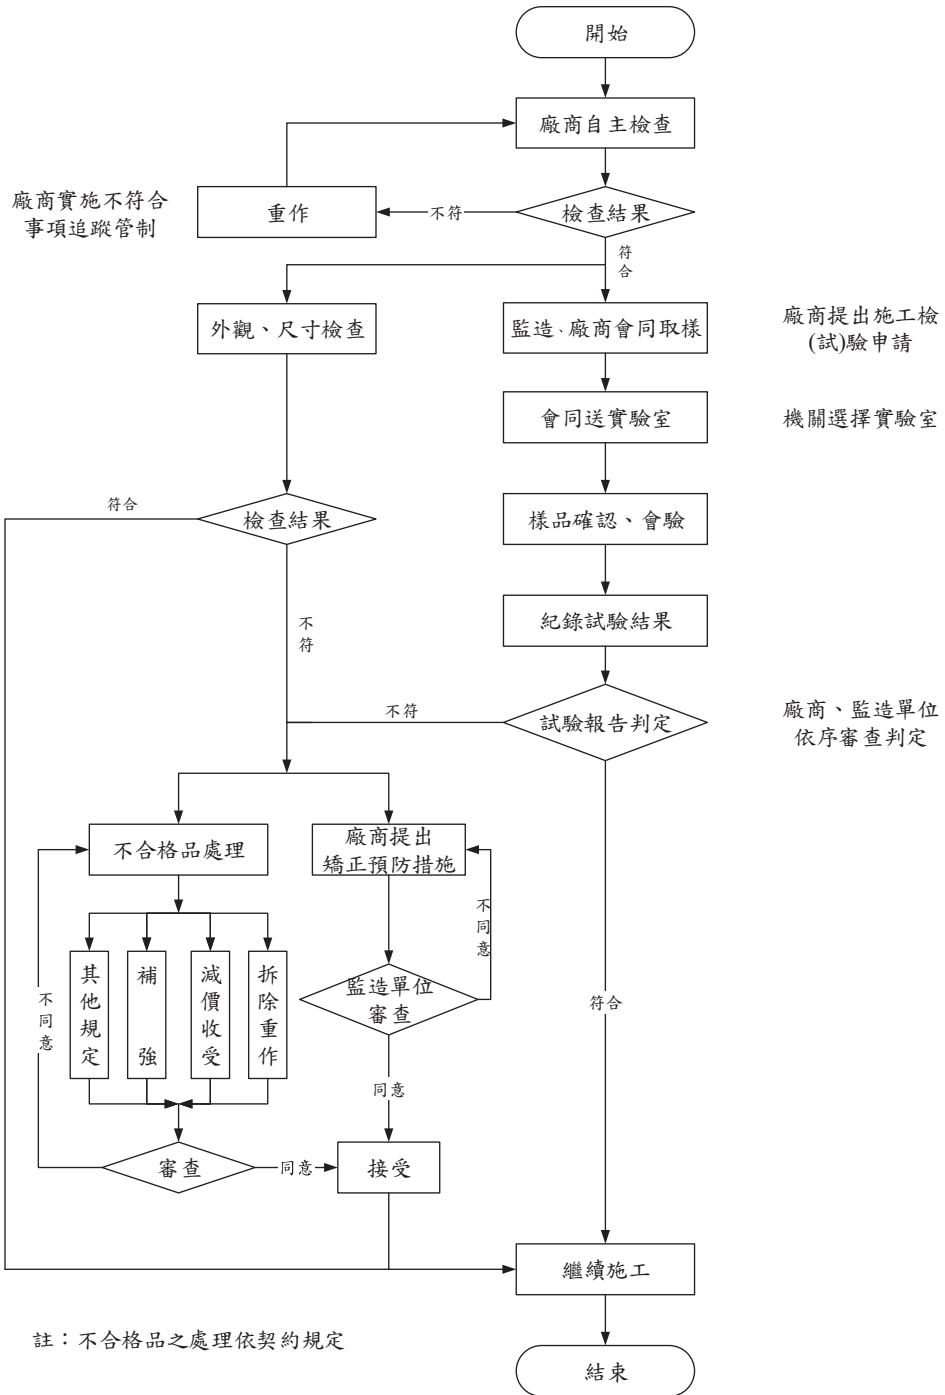 開始
廠商自主檢查
廠商實施不符合
事項追蹤管制
重作
不符
檢查結果
符合
外觀、尺寸檢查
監造、廠商會同取樣
廠商提出施工檢
(試)驗申請
會同送實驗室
機關選擇實驗室
符合
檢查結果
樣品確認、會驗
不符
紀錄試驗結果
不符
試驗報告判定
廠商、監造單位
依序審查判定
不合格品處理
廠商提出
矯正預防措施
不同意
其他規定
補強
減價收受
拆除重作
不同意
監造單位
審查
符合
同意
審查
同意
接受
繼續施工
註：不合格品之處理依契約規定
結束